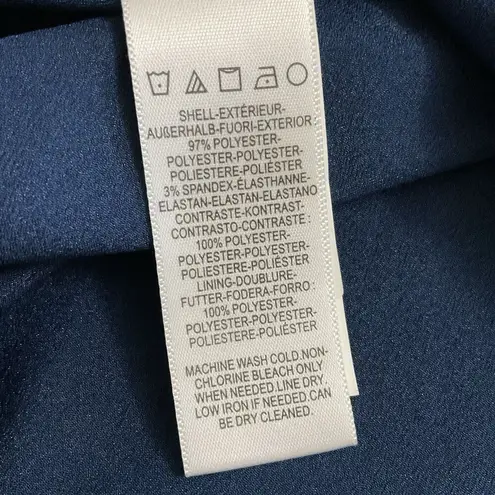 SHELL-EXTÉRIEUR-
AUßERHALB-FUORI-EXTERIOR:
97% POLYESTER-
POLYESTER-POLYESTER-
POLIESTERE-POLIÉSTER
3% SPANDEX-ÉLASTHANNE-
ELASTAN-ELASTAN-ELASTANO
CONTRASTE-KONTRAST-
CONTRASTO-CONTRASTE:
100% POLYESTER-
POLYESTER-POLYESTER-
POLIESTERE-POLIÉSTER
LINING-DOUBLURE-
FUTTER-FODERA-FORRO:
100% POLYESTER-
POLYESTER-POLYESTER-
POLIESTERE-POLIÉSTER
MACHINE WASH COLD.NON-
CHLORINE BLEACH ONLY
WHEN NEEDED.LINE DRY.
LOW IRON IF NEEDED.CAN
BE DRY CLEANED.